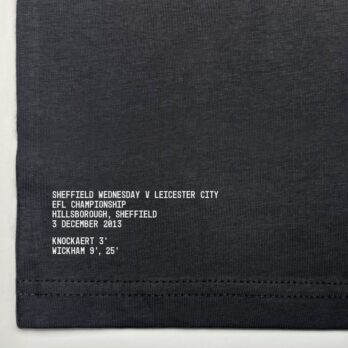 SHEFFIELD WEDNESDAY V LEICESTER CITY
EFL CHAMPIONSHIP
HILLSBOROUGH, SHEFFIELD
3 DECEMBER 2013
KNOCKAERT 3'
WICKHAM 9', 25'